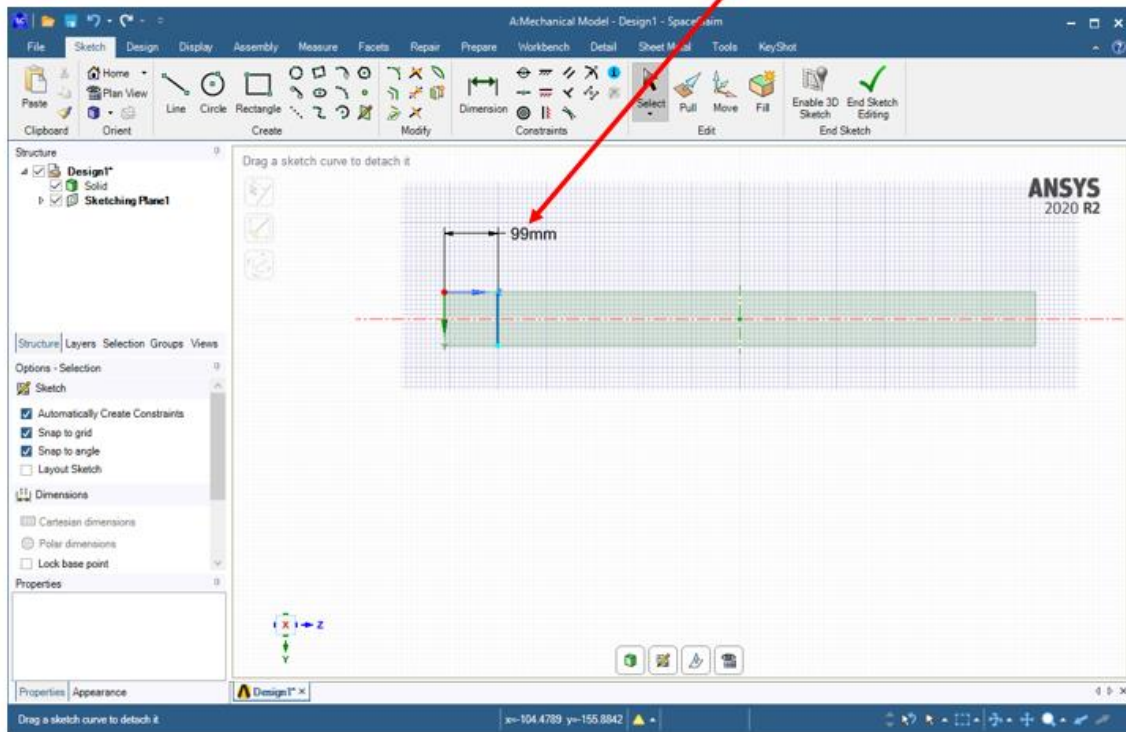 A:Mechanical Model - Design1 - SpaceClaim
File Sketch Design Display Assembly Measure Facets Repair Prepare Workbench Detail Sheet Metal Tools KeyShot
Paste
Home
Plan View
Line Circle Rectangle
Dimension
Select Pull Move Fill
Enable 3D Sketch
End Sketch Editing
Clipboard Orient Create Modify Constraints Edit End Sketch
Structure
Design1*
Solid
Sketching Plane1
Structure Layers Selection Groups Views
Options - Selection
Sketch
Automatically Create Constraints
Snap to grid
Snap to angle
Layout Sketch
Dimensions
Cartesian dimensions
Polar dimensions
Lock base point
Properties
Properties Appearance
Drag a sketch curve to detach it
ANSYS
2020 R2
99mm
X Z
Y
Design1* ×
Drag a sketch curve to detach it
x=-104.4789 y=-155.8842